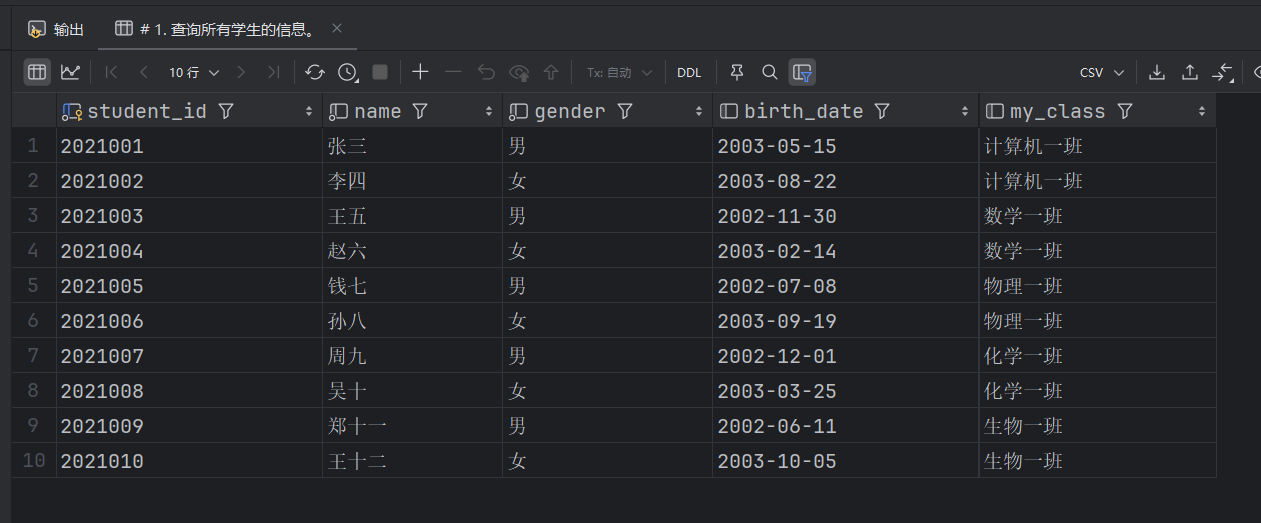 输出 # 1. 查询所有学生的信息。
10 行 Tx: 自动 DDL CSV
student_id name gender birth_date my_class
1 2021001 张三 男 2003-05-15 计算机一班
2 2021002 李四 女 2003-08-22 计算机一班
3 2021003 王五 男 2002-11-30 数学一班
4 2021004 赵六 女 2003-02-14 数学一班
5 2021005 钱七 男 2002-07-08 物理一班
6 2021006 孙八 女 2003-09-19 物理一班
7 2021007 周九 男 2002-12-01 化学一班
8 2021008 吴十 女 2003-03-25 化学一班
9 2021009 郑十一 男 2002-06-11 生物一班
10 2021010 王十二 女 2003-10-05 生物一班